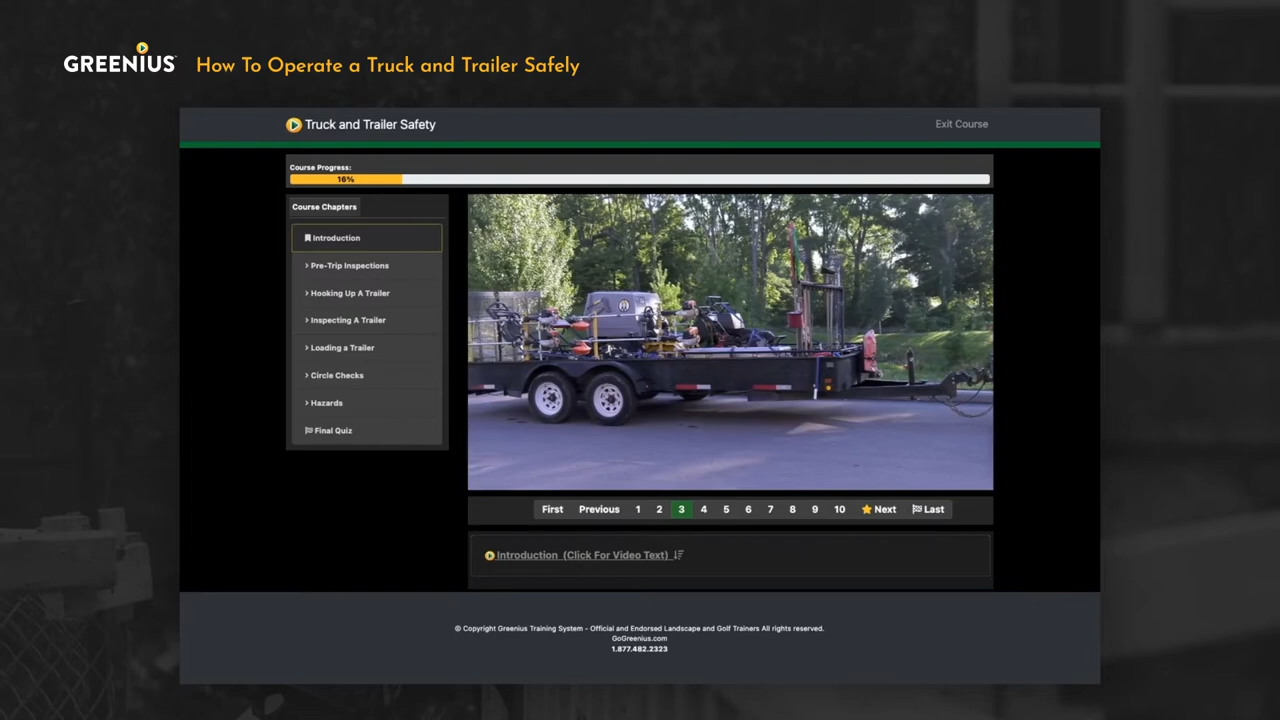 GREENIUS
How To Operate a Truck and Trailer Safely
Truck and Trailer Safety
Exit Course
Course Progress:
16%
Course Chapters
Introduction
Pre-Trip Inspections
Hooking Up A Trailer
Inspecting A Trailer
Loading a Trailer
Circle Checks
Hazards
Final Quiz
First Previous 1 2 3 4 5 6 7 8 9 10 Next Last
Introduction (Click For Video Text)
© Copyright Greenius Training System - Official and Endorsed Landscape and Golf Trainers All rights reserved.
GoGreenius.com
1.877.482.2323